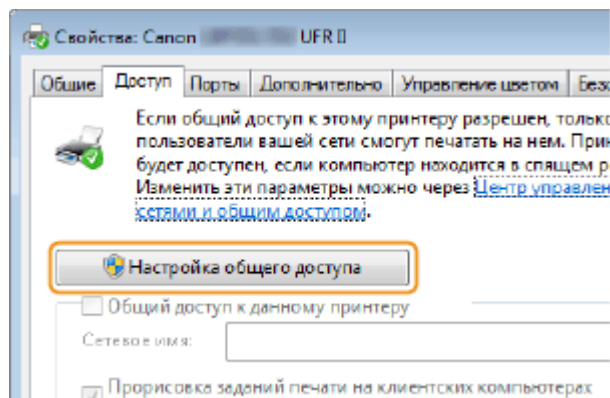 Свойства: Canon UFR II
Общие Доступ Порты Дополнительно Управление цветом Безо
Если общий доступ к этому принтеру разрешен, только
пользователи вашей сети смогут печатать на нем. Прин
будет доступен, если компьютер находится в спящем р
Изменить эти параметры можно через Центр управлен
сетями и общим доступом.
Настройка общего доступа
Общий доступ к данному принтеру
Сетевое имя:
Прорисовка заданий печати на клиентских компьютерах